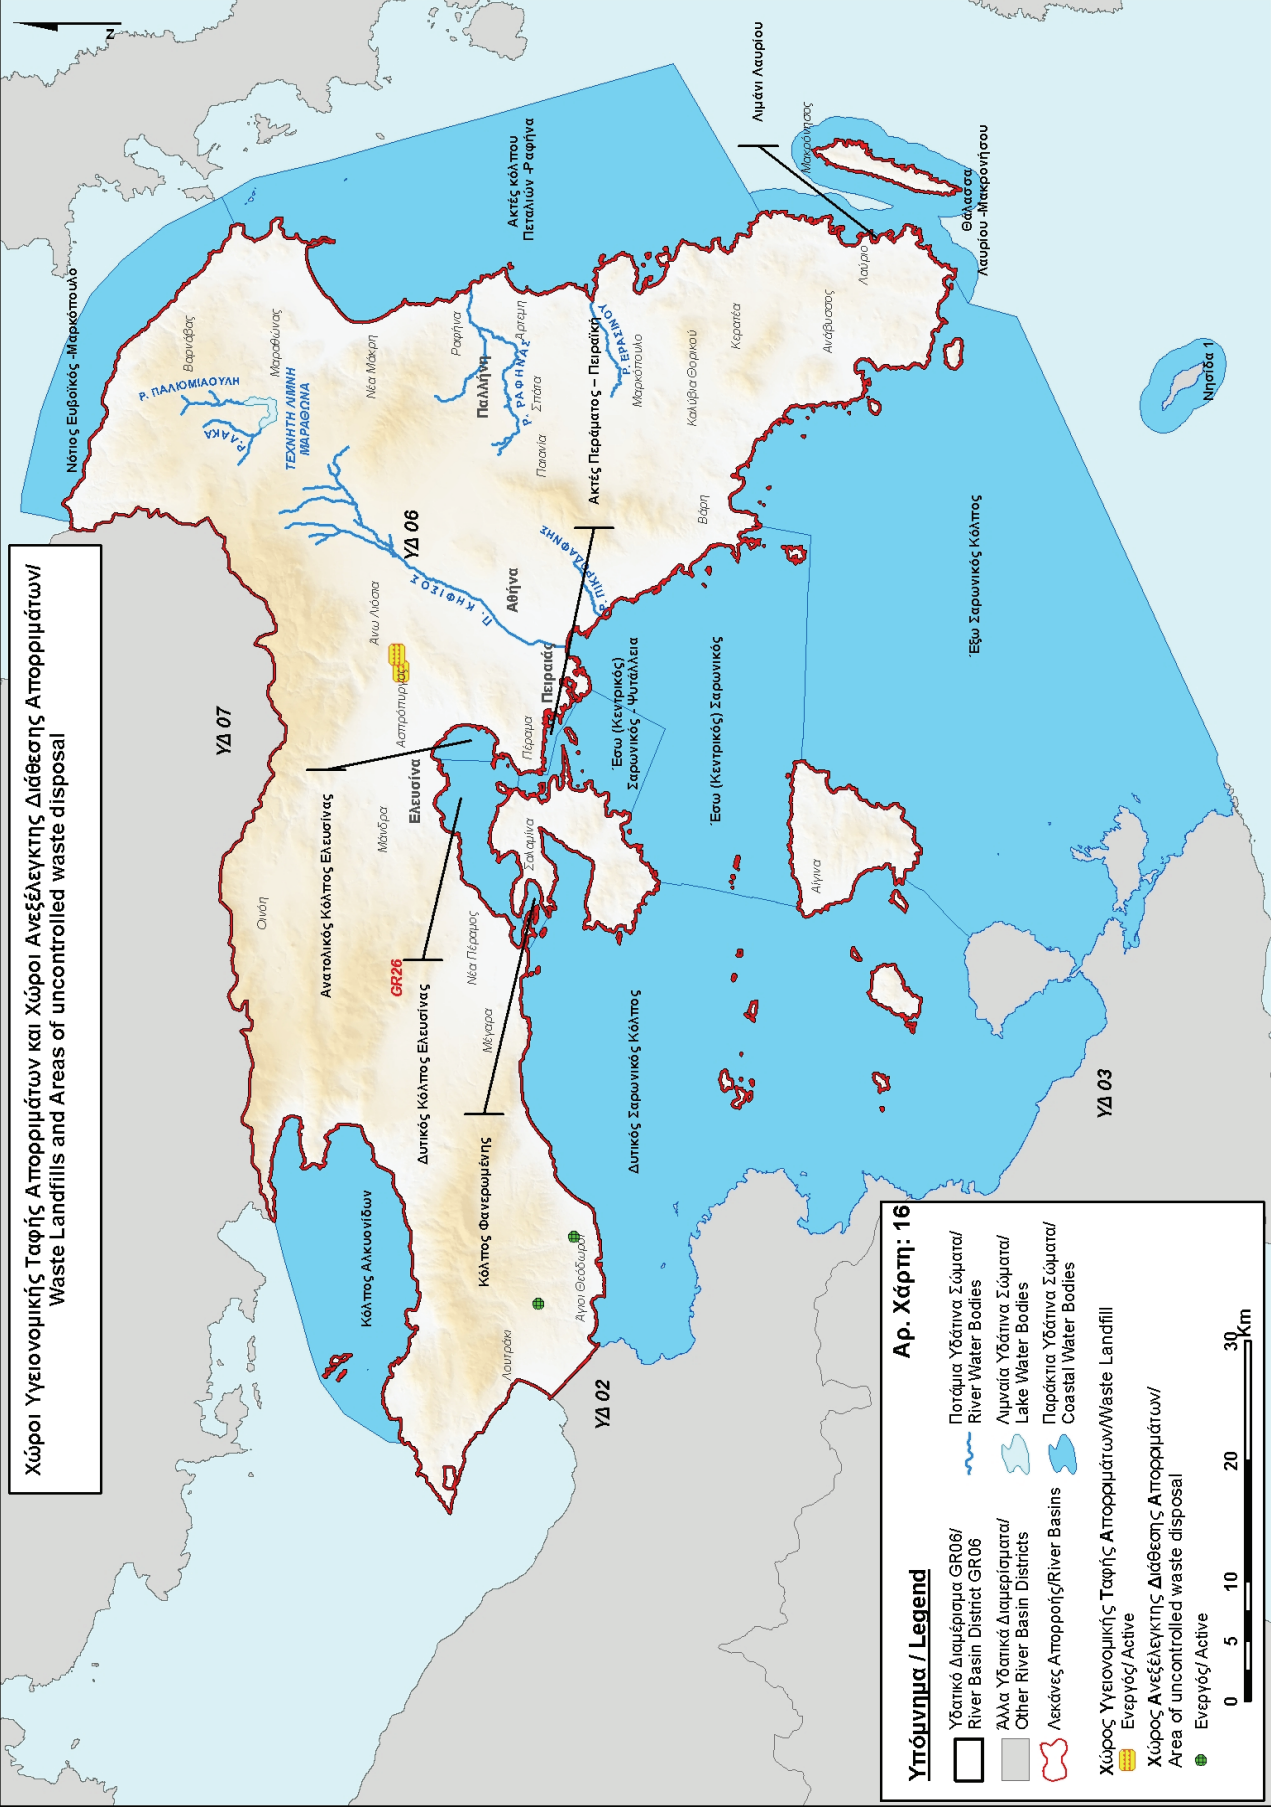 Χώροι Υγειονομικής Ταφής Απορριμάτων και Χώροι Ανεξέλεγκτης Διάθεσης Απορριμάτων/
Waste Landfills and Areas of uncontrolled waste disposal
N
Νότιος Ευβοϊκός -Μαρκόπουλο
Ακτές κόλπου
Πεταλιών -Ραφήνα
Λιμάνι Λαυρίου
Μακρόνησος
Θάλασσα
Λαυρίου -Μακρονήσου
Νησίδα 1
Βαρνάβας
Ρ. ΠΑΛΙΟΜΙΑΟΥΛΗ
Ρ. ΛΑΚΑ
Μαραθώνας
ΤΕΧΝΗΤΗ ΛΙΜΝΗ
ΜΑΡΑΘΩΝΑ
Νέα Μάκρη
Ραφήνα
Παλλήνη
Ρ. ΡΑΦΗΝΑΣ
Άρτεμη
Σπάτα
Παιανία
Ακτές Περάματος – Πειραϊκή
Ρ. ΕΡΑΣΙΝΟΥ
Μαρκόπουλο
Καλύβια Θορικού
Κερατέα
Ανάβυσσος
Λαύριο
Βάρη
ΥΔ 06
Π. ΚΗΦΙΣΟΣ
Αθήνα
Ρ. ΠΙΚΡΟΔΑΦΝΗΣ
Άνω Λιόσια
Ασπρόπυργος
Πειραιάς
Πέραμα
Έσω (Κεντρικός)
Σαρωνικός - Ψυτάλλεια
Έσω (Κεντρικός) Σαρωνικός
Έξω Σαρωνικός Κόλπος
ΥΔ 07
Ελευσίνα
Μάνδρα
Ανατολικός Κόλπος Ελευσίνας
Οινόη
GR26
Δυτικός Κόλπος Ελευσίνας
Νέα Πέραμος
Σαλαμίνα
Μέγαρα
Αίγινα
Δυτικός Σαρωνικός Κόλπος
Κόλπος Φανερωμένης
Κόλπος Αλκυονίδων
Άγιοι Θεόδωροι
Λουτράκι
ΥΔ 02
ΥΔ 03
Υπόμνημα / Legend
Αρ. Χάρτη: 16
Υδατικό Διαμέρισμα GR06/
River Basin District GR06
Άλλα Υδατικά Διαμερίσματα/
Other River Basin Districts
Λεκάνες Απορροής/River Basins
Ποτάμια Υδάτινα Σώματα/
River Water Bodies
Λιμναία Υδάτινα Σώματα/
Lake Water Bodies
Παράκτια Υδάτινα Σώματα/
Coastal Water Bodies
Χώρος Υγειονομικής Ταφής Απορριμάτων/Waste Landfill
Ενεργός/ Active
Χώρος Ανεξέλεγκτης Διάθεσης Απορριμάτων/
Area of uncontrolled waste disposal
Ενεργός/ Active
0 5 10 20 30
Km